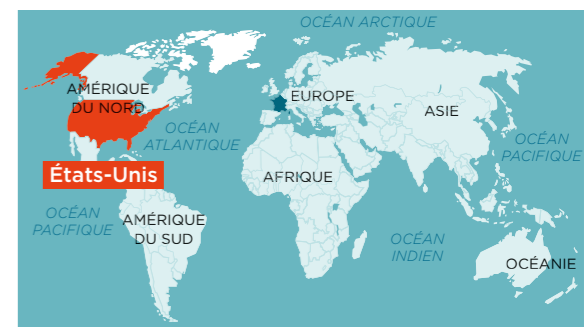 OCÉAN ARCTIQUE
AMÉRIQUE
DU NORD
EUROPE
ASIE
OCÉAN
ATLANTIQUE
OCÉAN
PACIFIQUE
États-Unis
AFRIQUE
OCÉAN
PACIFIQUE
AMÉRIQUE
DU SUD
OCÉAN
INDIEN
OCÉANIE